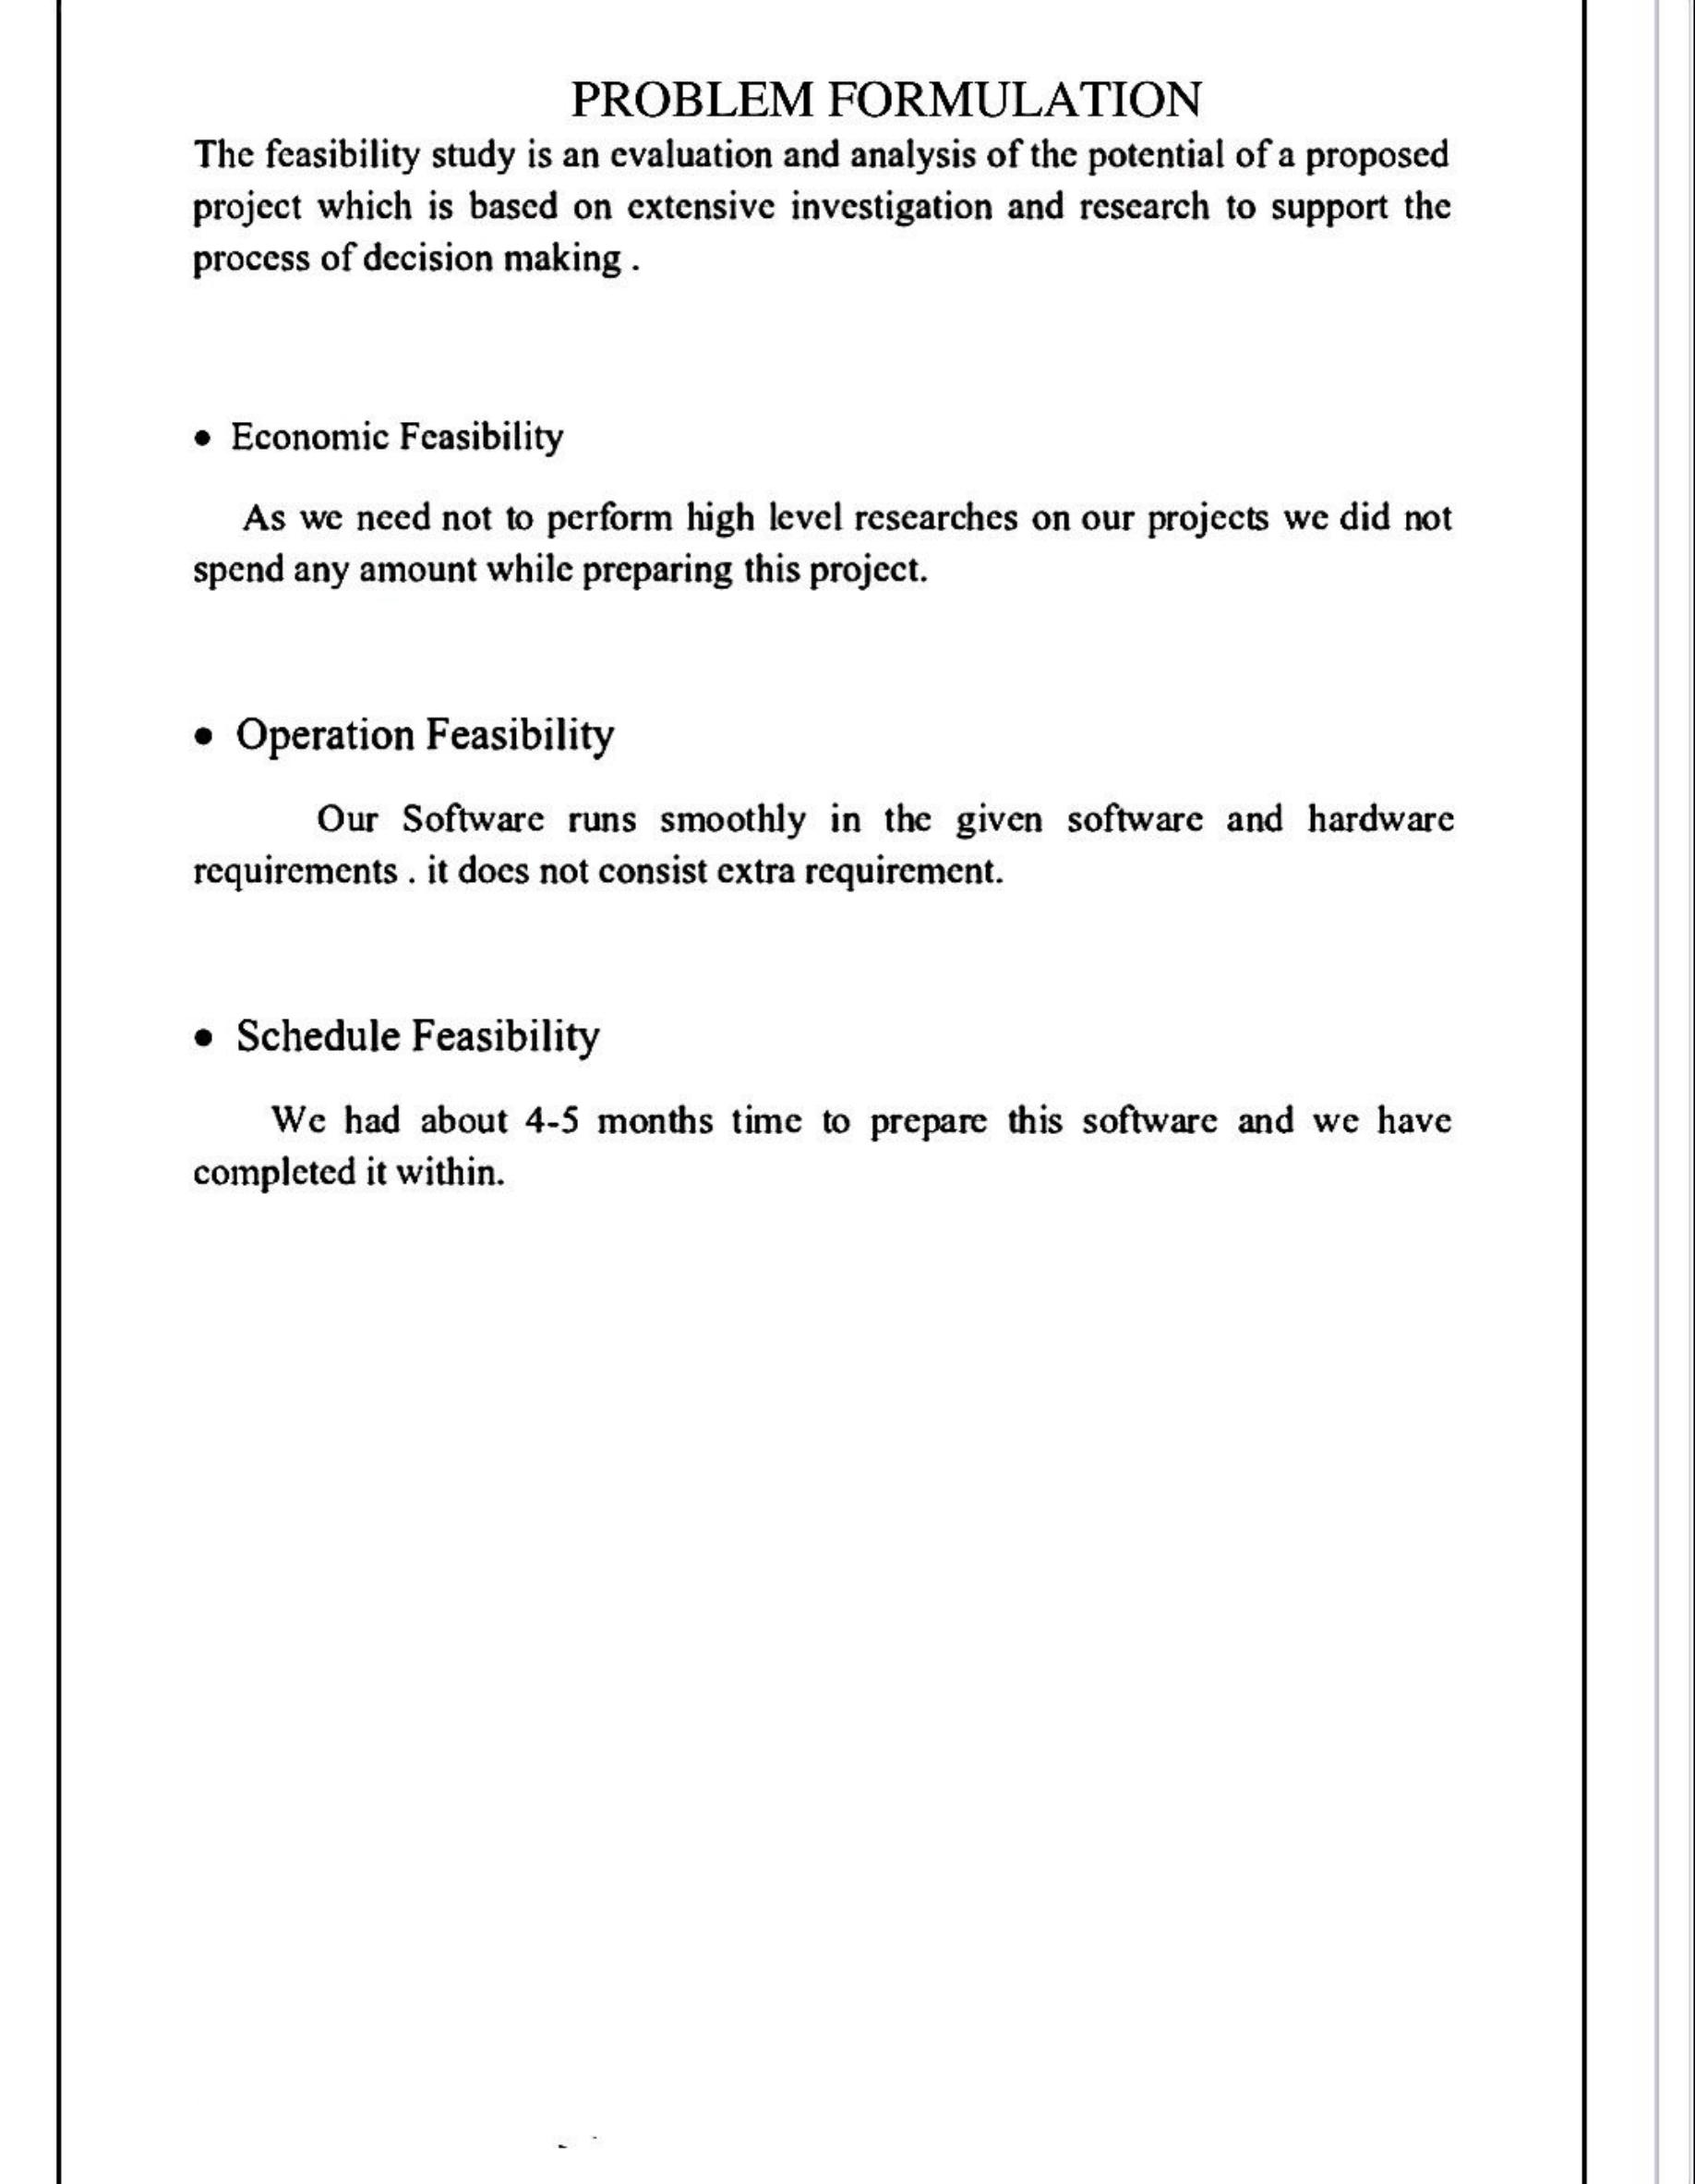 PROBLEM FORMULATION
The feasibility study is an evaluation and analysis of the potential of a proposed
project which is based on extensive investigation and research to support the
process of decision making .
• Economic Feasibility
As we need not to perform high level researches on our projects we did not
spend any amount while preparing this project.
• Operation Feasibility
Our Software runs smoothly in the given software and hardware
requirements . it does not consist extra requirement.
• Schedule Feasibility
We had about 4-5 months time to prepare this software and we have
completed it within.